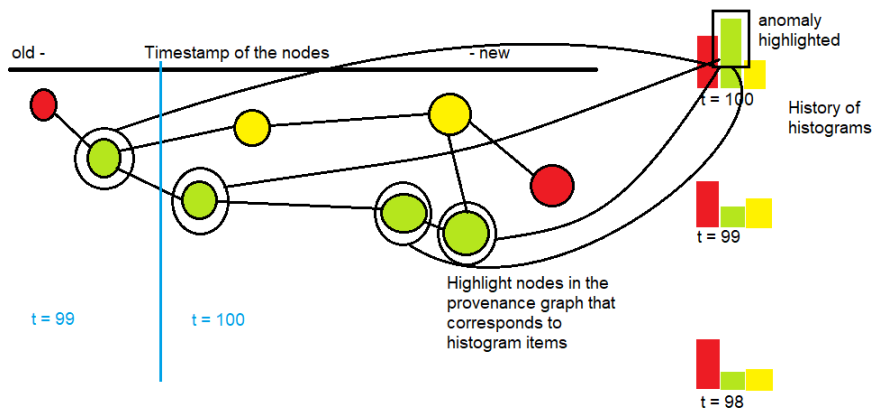 old -
Timestamp of the nodes
- new
anomaly
highlighted
t = 100
History of
histograms
t = 99
Highlight nodes in the
provenance graph that
corresponds to
histogram items
t = 99
t = 100
t = 98